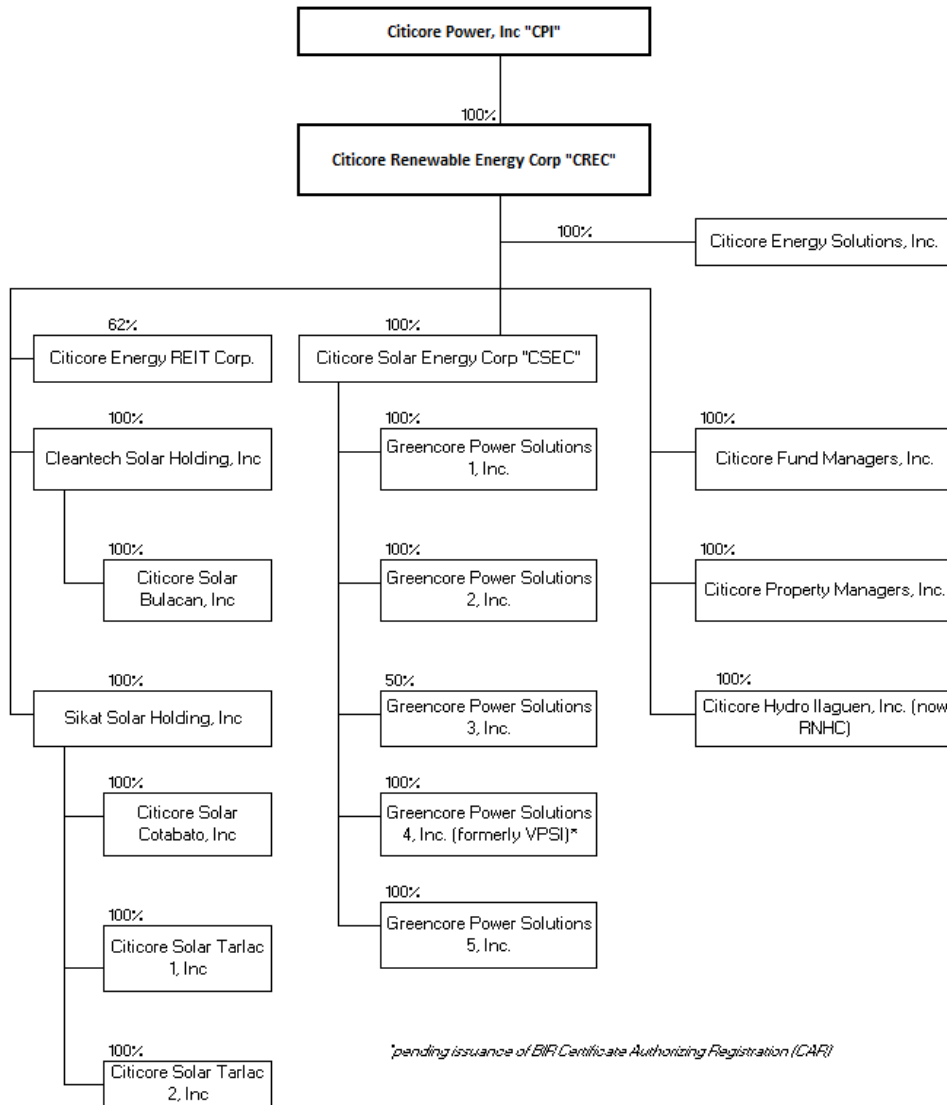 Citicore Power, Inc "CPI"
100%
Citicore Renewable Energy Corp "CREC"
100%
Citicore Energy Solutions, Inc.
62%
Citicore Energy REIT Corp.
100%
Cleantech Solar Holding, Inc
100%
Citicore Solar
Bulacan, Inc
100%
Sikat Solar Holding, Inc
100%
Citicore Solar
Cotabato, Inc
100%
Citicore Solar Tarlac
1, Inc
100%
Citicore Solar Tarlac
2, Inc
100%
Citicore Solar Energy Corp "CSEC"
100%
Greencore Power Solutions
1, Inc.
100%
Greencore Power Solutions
2, Inc.
50%
Greencore Power Solutions
3, Inc.
100%
Greencore Power Solutions
4, Inc. (formerly VPSI)*
100%
Greencore Power Solutions
5, Inc.
100%
Citicore Fund Managers, Inc.
100%
Citicore Property Managers, Inc.
100%
Citicore Hydro Ilaguen, Inc. (now
RNHC)
*pending issuance of BIR Certificate Authorizing Registration (CAR)